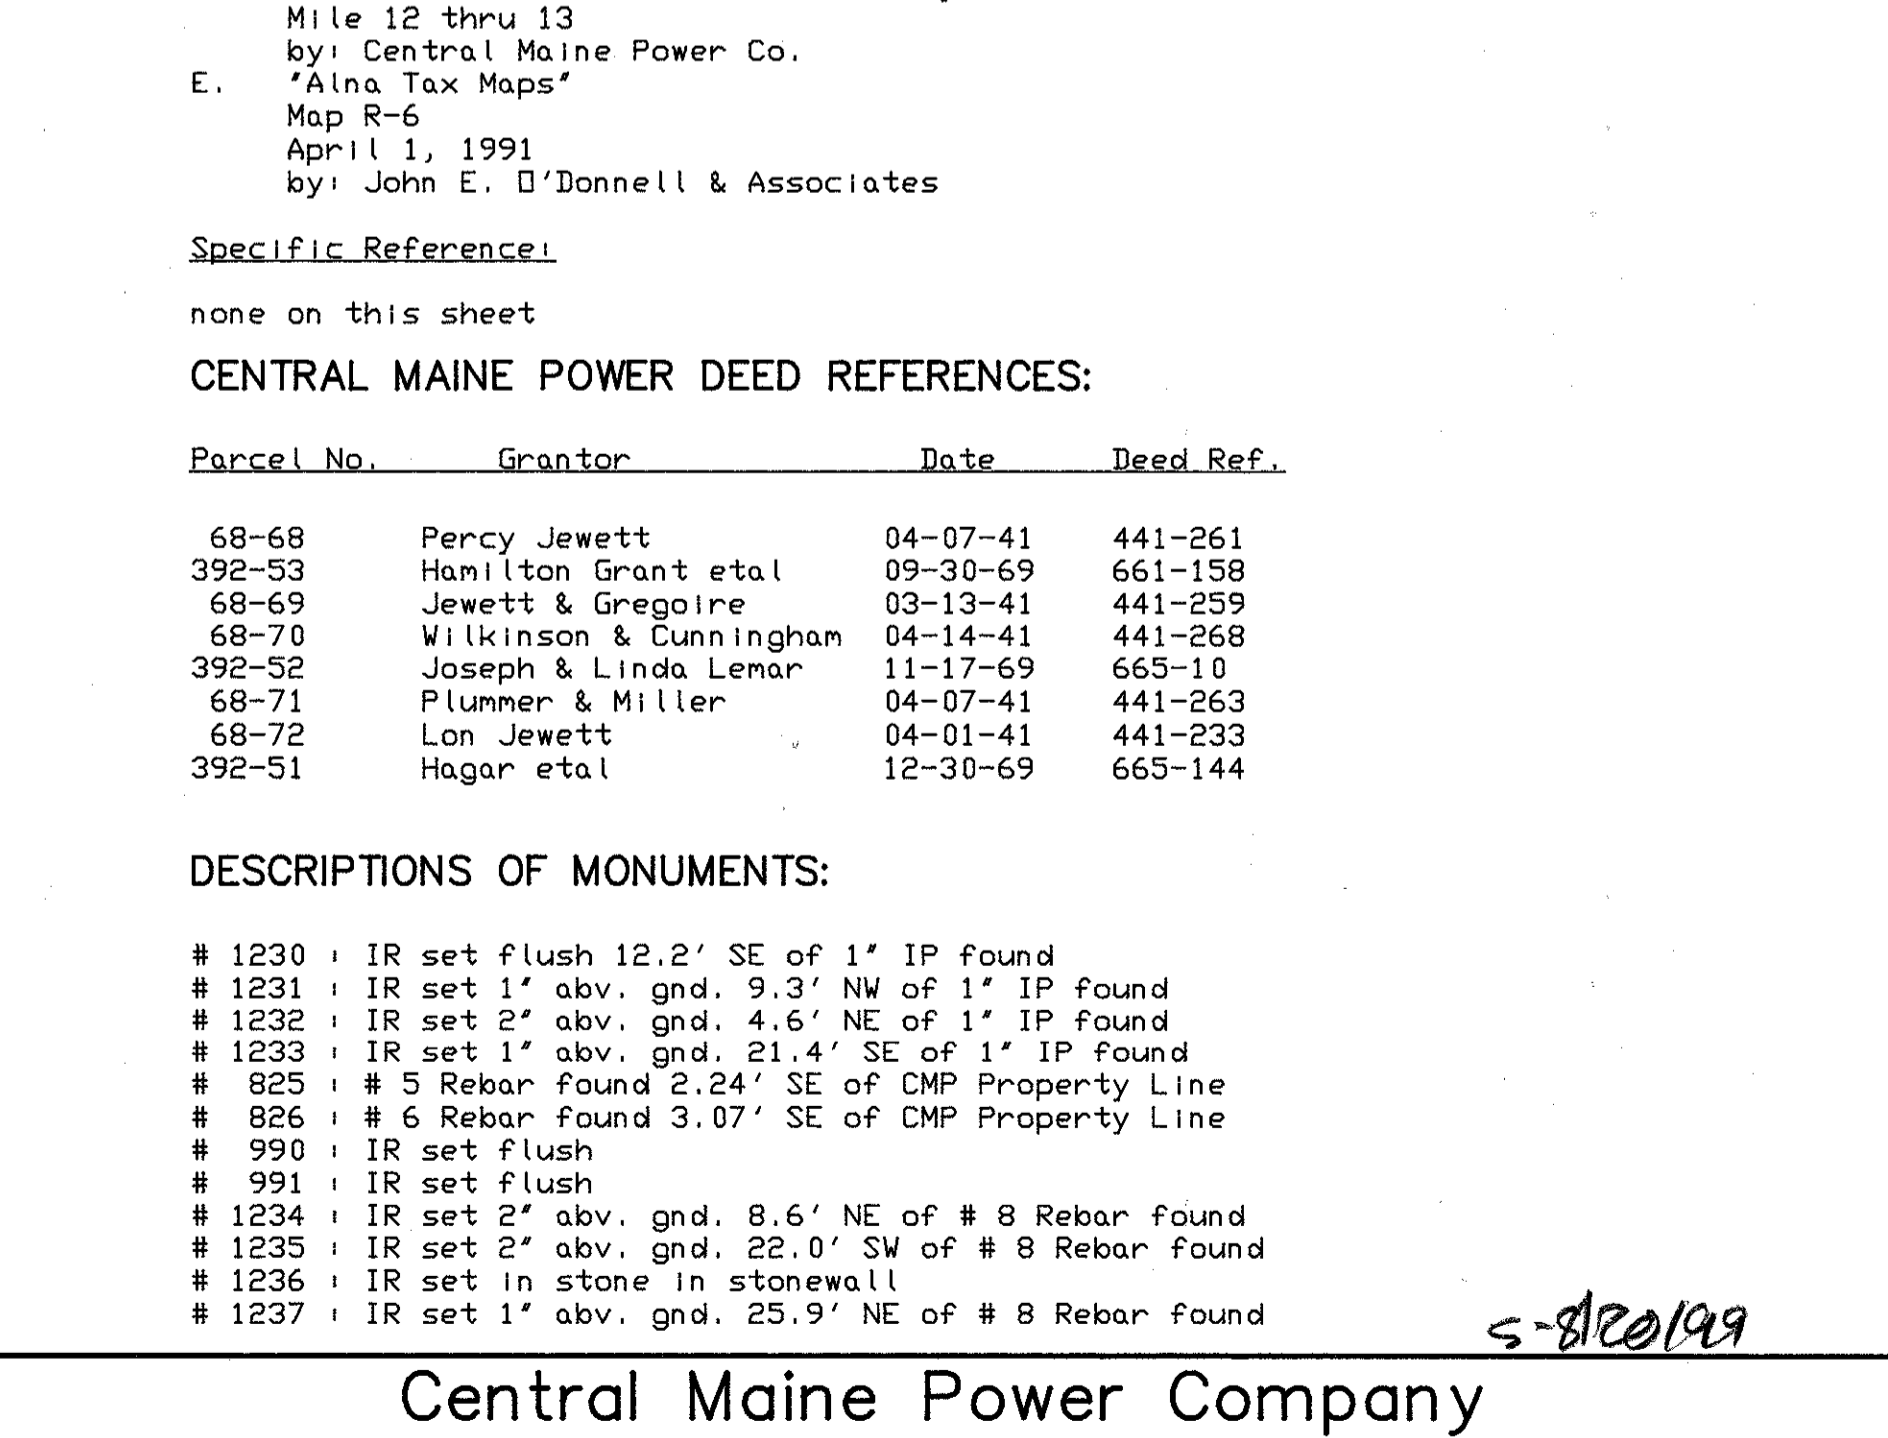 Mile 12 thru 13
by: Central Maine Power Co.
E. "Alna Tax Maps"
Map R-6
April 1, 1991
by: John E. O'Donnell & Associates
Specific Reference:
none on this sheet
CENTRAL MAINE POWER DEED REFERENCES:
Parcel No. Grantor Date Deed Ref.
68-68 Percy Jewett 04-07-41 441-261
392-53 Hamilton Grant etal 09-30-69 661-158
68-69 Jewett & Gregoire 03-13-41 441-259
68-70 Wilkinson & Cunningham 04-14-41 441-268
392-52 Joseph & Linda Lemar 11-17-69 665-10
68-71 Plummer & Miller 04-07-41 441-263
68-72 Lon Jewett 04-01-41 441-233
392-51 Hagar etal 12-30-69 665-144
DESCRIPTIONS OF MONUMENTS:
# 1230 : IR set flush 12.2' SE of 1" IP found
# 1231 : IR set 1" abv. gnd. 9.3' NW of 1" IP found
# 1232 : IR set 2" abv. gnd. 4.6' NE of 1" IP found
# 1233 : IR set 1" abv. gnd. 21.4' SE of 1" IP found
# 825 : # 5 Rebar found 2.24' SE of CMP Property Line
# 826 : # 6 Rebar found 3.07' SE of CMP Property Line
# 990 : IR set flush
# 991 : IR set flush
# 1234 : IR set 2" abv. gnd. 8.6' NE of # 8 Rebar found
# 1235 : IR set 2" abv. gnd. 22.0' SW of # 8 Rebar found
# 1236 : IR set in stone in stonewall
# 1237 : IR set 1" abv. gnd. 25.9' NE of # 8 Rebar found
S-8/20/99
Central Maine Power Company